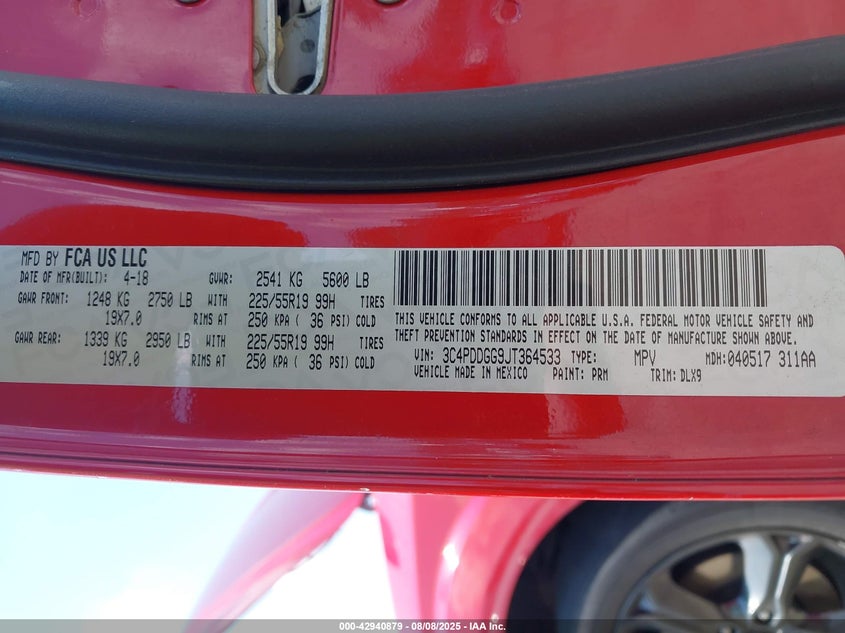 MFD BY FCA US LLC
DATE OF MFR(BUILT): 4-18 GVWR: 2541 KG 5600 LB
GAWR FRONT: 1248 KG 2750 LB WITH 225/55R19 99H TIRES
19X7.0 RIMS AT 250 KPA ( 36 PSI) COLD
GAWR REAR: 1339 KG 2950 LB WITH 225/55R19 99H TIRES
19X7.0 RIMS AT 250 KPA ( 36 PSI) COLD
THIS VEHICLE CONFORMS TO ALL APPLICABLE U.S.A. FEDERAL MOTOR VEHICLE SAFETY AND
THEFT PREVENTION STANDARDS IN EFFECT ON THE DATE OF MANUFACTURE SHOWN ABOVE.
VIN: 3C4PDDGG9JT364533 TYPE: MPV MDH:040517 311AA
VEHICLE MADE IN MEXICO PAINT: PRM TRIM: DLX9
000-42940879 - 08/08/2025 - IAA Inc.